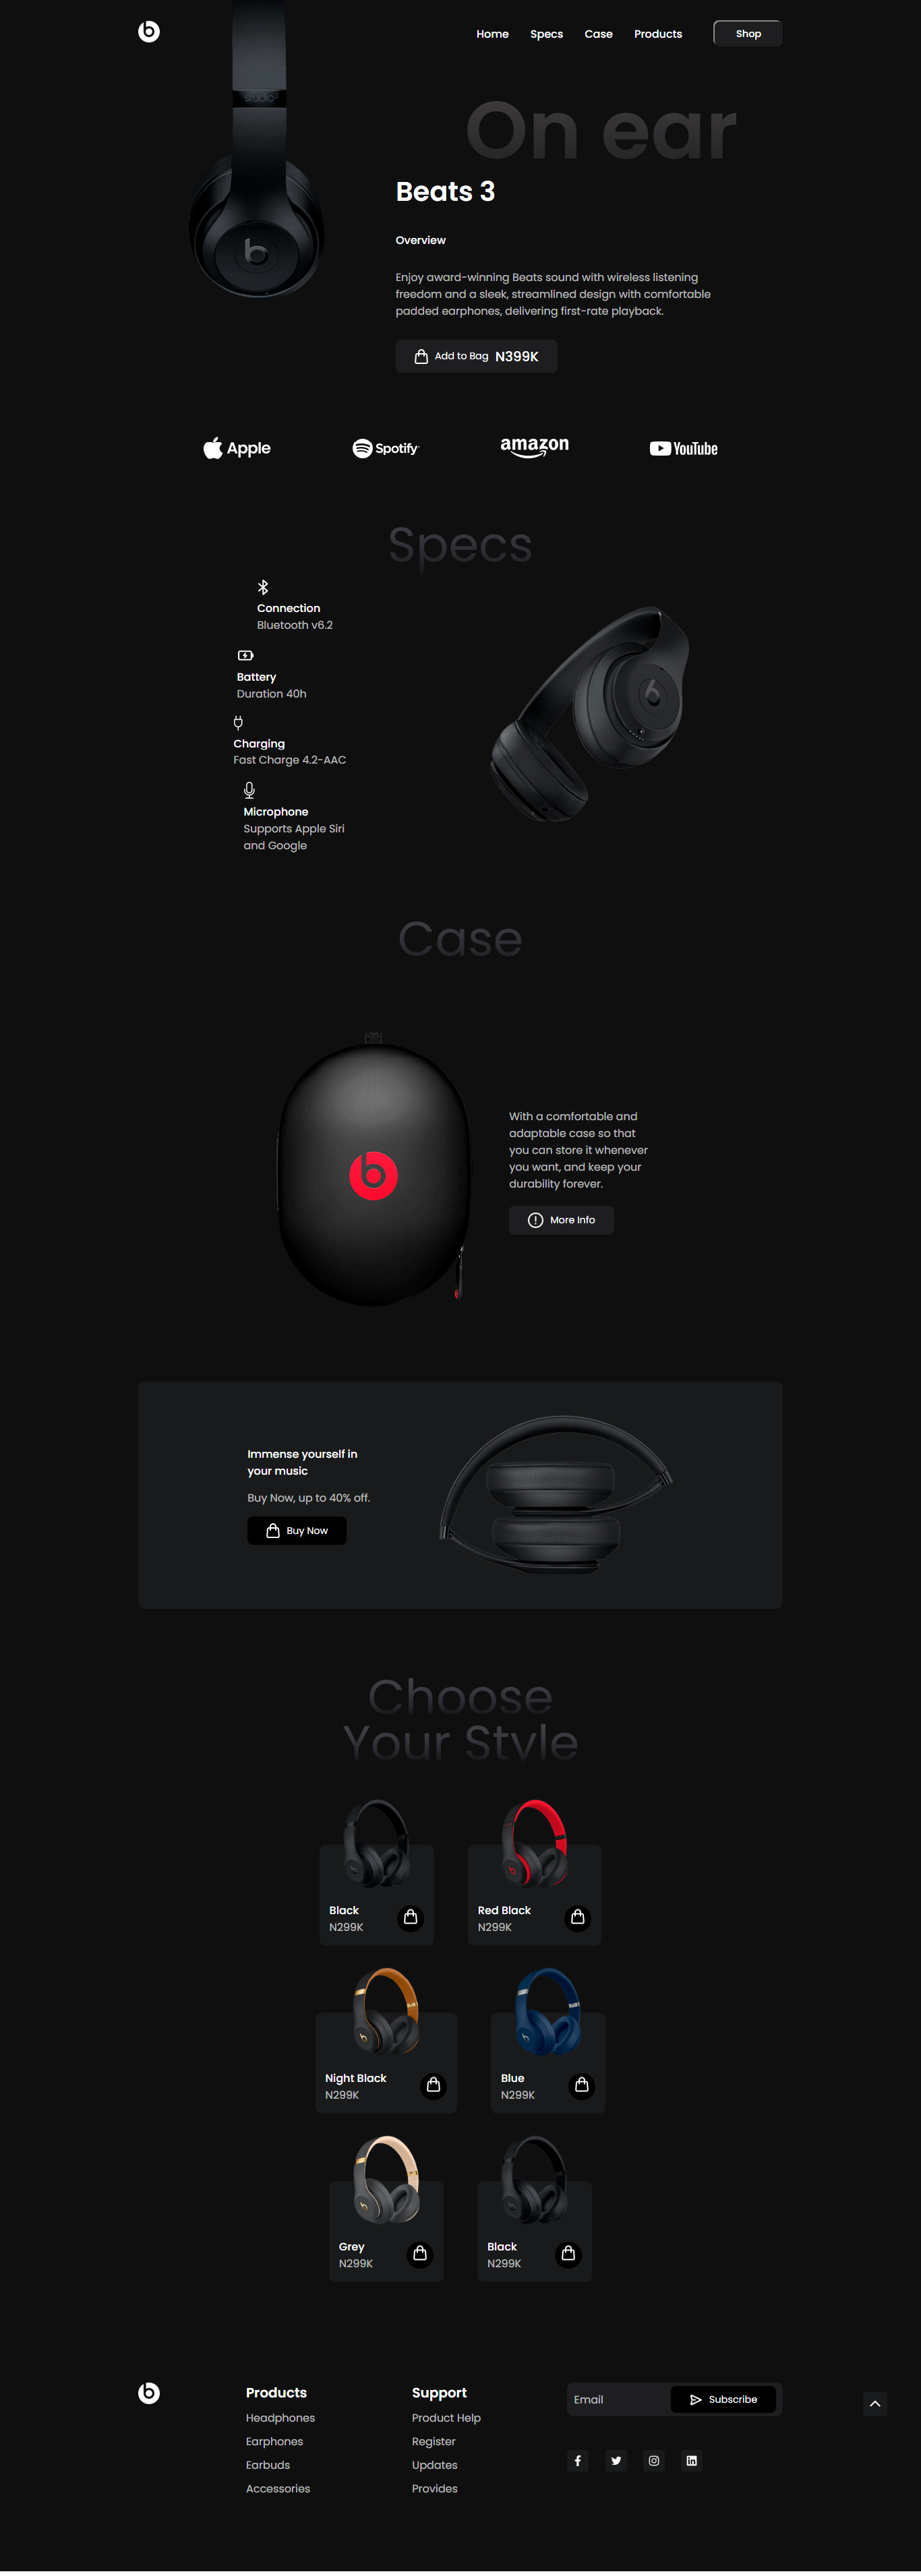 Home Specs Case Products Shop
studio3
On ear
Beats 3
Overview
Enjoy award-winning Beats sound with wireless listening
freedom and a sleek, streamlined design with comfortable
padded earphones, delivering first-rate playback.
Add to Bag N399K
Apple Spotify amazon YouTube
Specs
Connection
Bluetooth v6.2
Battery
Duration 40h
Charging
Fast Charge 4.2-AAC
Microphone
Supports Apple Siri
and Google
Case
With a comfortable and
adaptable case so that
you can store it whenever
you want, and keep your
durability forever.
More Info
Immense yourself in
your music
Buy Now, up to 40% off.
Buy Now
Choose
Your Style
Black
N299K
Red Black
N299K
Night Black
N299K
Blue
N299K
Grey
N299K
Black
N299K
Products
Headphones
Earphones
Earbuds
Accessories
Support
Product Help
Register
Updates
Provides
Email Subscribe